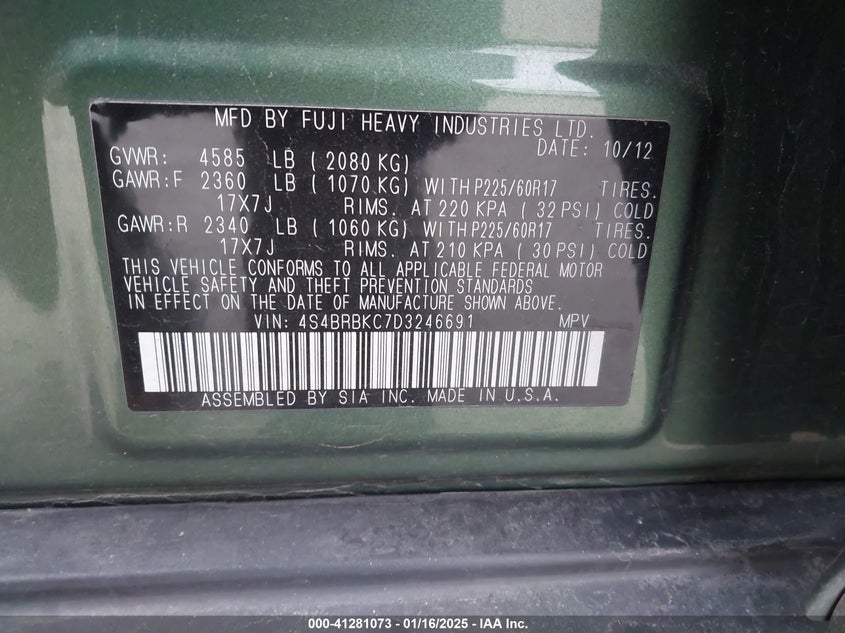 MFD BY FUJI HEAVY INDUSTRIES LTD.
DATE: 10/12
GVWR: 4585 LB ( 2080 KG)
GAWR:F 2360 LB ( 1070 KG) WITH P225/60R17 TIRES.
17X7J RIMS. AT 220 KPA ( 32 PSI) COLD
GAWR:R 2340 LB ( 1060 KG) WITH P225/60R17 TIRES.
17X7J RIMS. AT 210 KPA ( 30 PSI) COLD
THIS VEHICLE CONFORMS TO ALL APPLICABLE FEDERAL MOTOR
VEHICLE SAFETY AND THEFT PREVENTION STANDARDS
IN EFFECT ON THE DATE OF MANUFACTURE SHOWN ABOVE.
VIN: 4S4BRBKC7D3246691 MPV
ASSEMBLED BY SIA INC. MADE IN U.S.A.
000-41281073 - 01/16/2025 - IAA Inc.